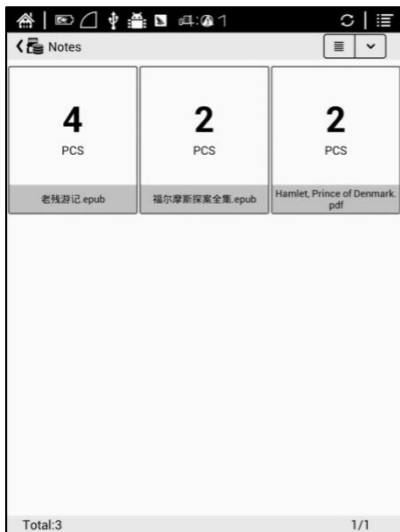 Notes
4
2
2
PCS
PCS
PCS
老残游记.epub
福尔摩斯探案全集.epub
Hamlet, Prince of Denmark.
pdf
Total:3
1/1